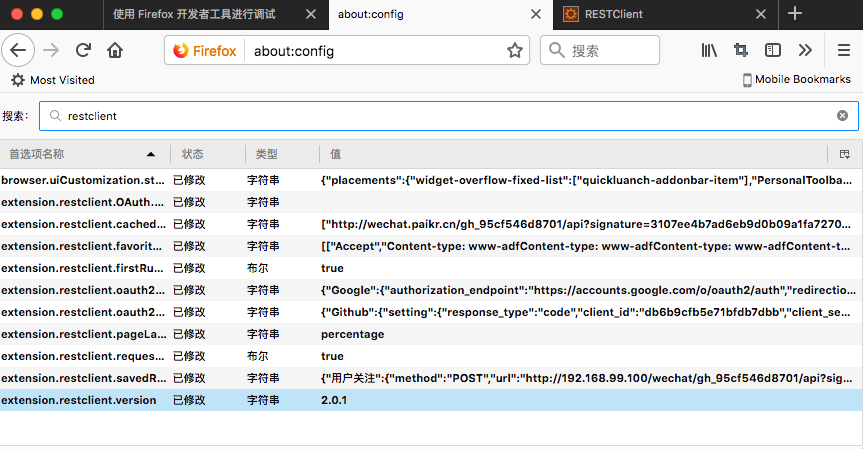 使用 Firefox 开发者工具进行调试
about:config
RESTClient
Firefox
about:config
搜索
Most Visited
Mobile Bookmarks
搜索:
restclient
首选项名称 状态 类型 值
browser.uiCustomization.st... 已修改 字符串 {"placements":{"widget-overflow-fixed-list":["quickluanch-addonbar-item"],"PersonalToolba...
extension.restclient.OAuth.... 已修改 字符串
extension.restclient.cached... 已修改 字符串 ["http://wechat.paikr.cn/gh_95cf546d8701/api?signature=3107ee4b7ad6eb9d0b09a1fa7270...
extension.restclient.favorit... 已修改 字符串 [["Accept","Content-type: www-adfContent-type: www-adfContent-type: www-adfContent-t...
extension.restclient.firstRu... 已修改 布尔 true
extension.restclient.oauth2... 已修改 字符串 {"Google":{"authorization_endpoint":"https://accounts.google.com/o/oauth2/auth","redirectio...
extension.restclient.oauth2... 已修改 字符串 {"Github":{"setting":{"response_type":"code","client_id":"db6b9cfb5e71bfdb7dbb","client_se...
extension.restclient.pageLa... 已修改 字符串 percentage
extension.restclient.reques... 已修改 布尔 true
extension.restclient.savedR... 已修改 字符串 {"用户关注":{"method":"POST","url":"http://192.168.99.100/wechat/gh_95cf546d8701/api?sig...
extension.restclient.version 已修改 字符串 2.0.1